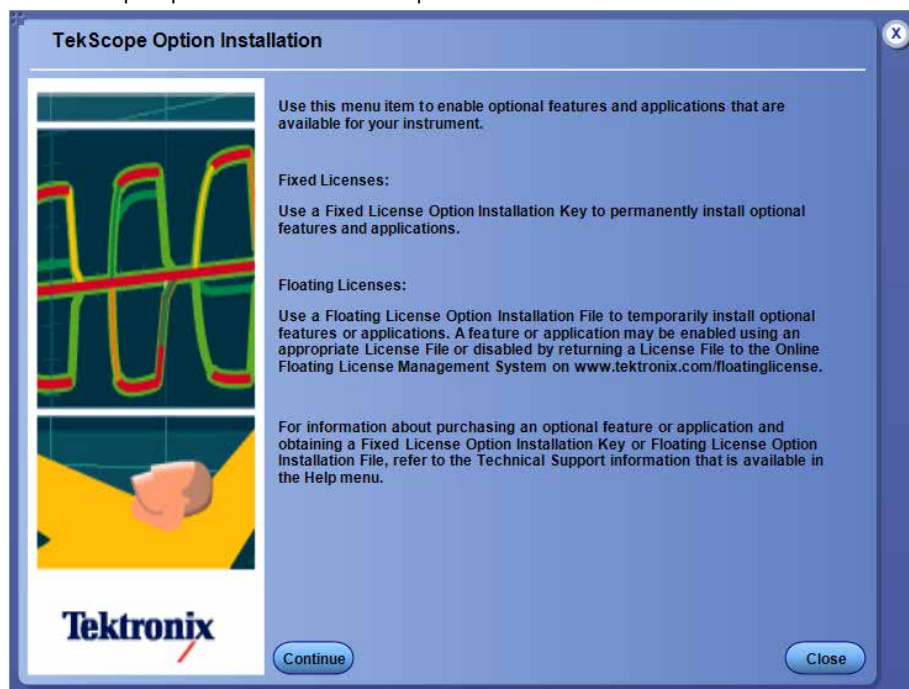 TekScope Option Installation
X
Use this menu item to enable optional features and applications that are
available for your instrument.
Fixed Licenses:
Use a Fixed License Option Installation Key to permanently install optional
features and applications.
Floating Licenses:
Use a Floating License Option Installation File to temporarily install optional
features or applications. A feature or application may be enabled using an
appropriate License File or disabled by returning a License File to the Online
Floating License Management System on www.tektronix.com/floatinglicense.
For information about purchasing an optional feature or application and
obtaining a Fixed License Option Installation Key or Floating License Option
Installation File, refer to the Technical Support information that is available in
the Help menu.
Tektronix
Continue
Close